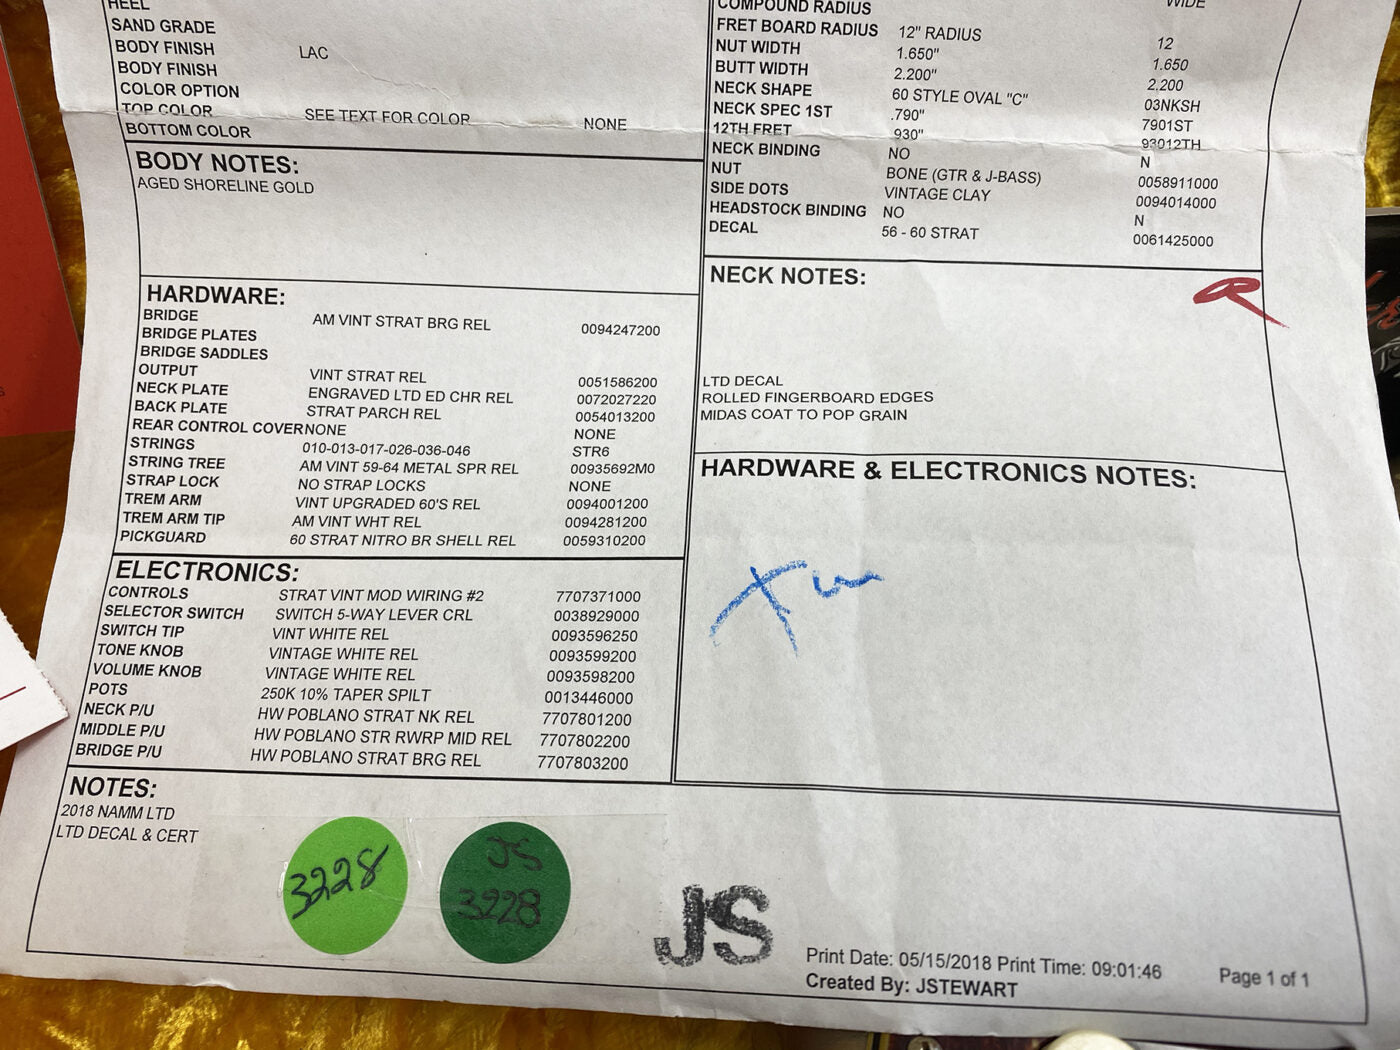 HEEL
SAND GRADE
BODY FINISH LAC
BODY FINISH
COLOR OPTION
TOP COLOR SEE TEXT FOR COLOR NONE
BOTTOM COLOR
BODY NOTES:
AGED SHORELINE GOLD
HARDWARE:
BRIDGE AM VINT STRAT BRG REL 0094247200
BRIDGE PLATES
BRIDGE SADDLES
OUTPUT VINT STRAT REL 0051586200
NECK PLATE ENGRAVED LTD ED CHR REL 0072027220
BACK PLATE STRAT PARCH REL 0054013200
REAR CONTROL COVER NONE NONE
STRINGS 010-013-017-026-036-046 STR6
STRING TREE AM VINT 59-64 METAL SPR REL 00935692M0
STRAP LOCK NO STRAP LOCKS NONE
TREM ARM VINT UPGRADED 60'S REL 0094001200
TREM ARM TIP AM VINT WHT REL 0094281200
PICKGUARD 60 STRAT NITRO BR SHELL REL 0059310200
ELECTRONICS:
CONTROLS STRAT VINT MOD WIRING #2 7707371000
SELECTOR SWITCH SWITCH 5-WAY LEVER CRL 0038929000
SWITCH TIP VINT WHITE REL 0093596250
TONE KNOB VINTAGE WHITE REL 0093599200
VOLUME KNOB VINTAGE WHITE REL 0093598200
POTS 250K 10% TAPER SPILT 0013446000
NECK P/U HW POBLANO STRAT NK REL 7707801200
MIDDLE P/U HW POBLANO STR RWRP MID REL 7707802200
BRIDGE P/U HW POBLANO STRAT BRG REL 7707803200
COMPOUND RADIUS WIDE
FRET BOARD RADIUS 12" RADIUS 12
NUT WIDTH 1.650" 1.650
BUTT WIDTH 2.200" 2.200
NECK SHAPE 60 STYLE OVAL "C" 03NKSH
NECK SPEC 1ST .790" 7901ST
12TH FRET 930" 93012TH
NECK BINDING NO N
NUT BONE (GTR & J-BASS) 0058911000
SIDE DOTS VINTAGE CLAY 0094014000
HEADSTOCK BINDING NO N
DECAL 56 - 60 STRAT 0061425000
NECK NOTES:
LTD DECAL
ROLLED FINGERBOARD EDGES
MIDAS COAT TO POP GRAIN
HARDWARE & ELECTRONICS NOTES:
NOTES:
2018 NAMM LTD
LTD DECAL & CERT
3228
JS
3228
JS
Print Date: 05/15/2018 Print Time: 09:01:46
Created By: JSTEWART
Page 1 of 1